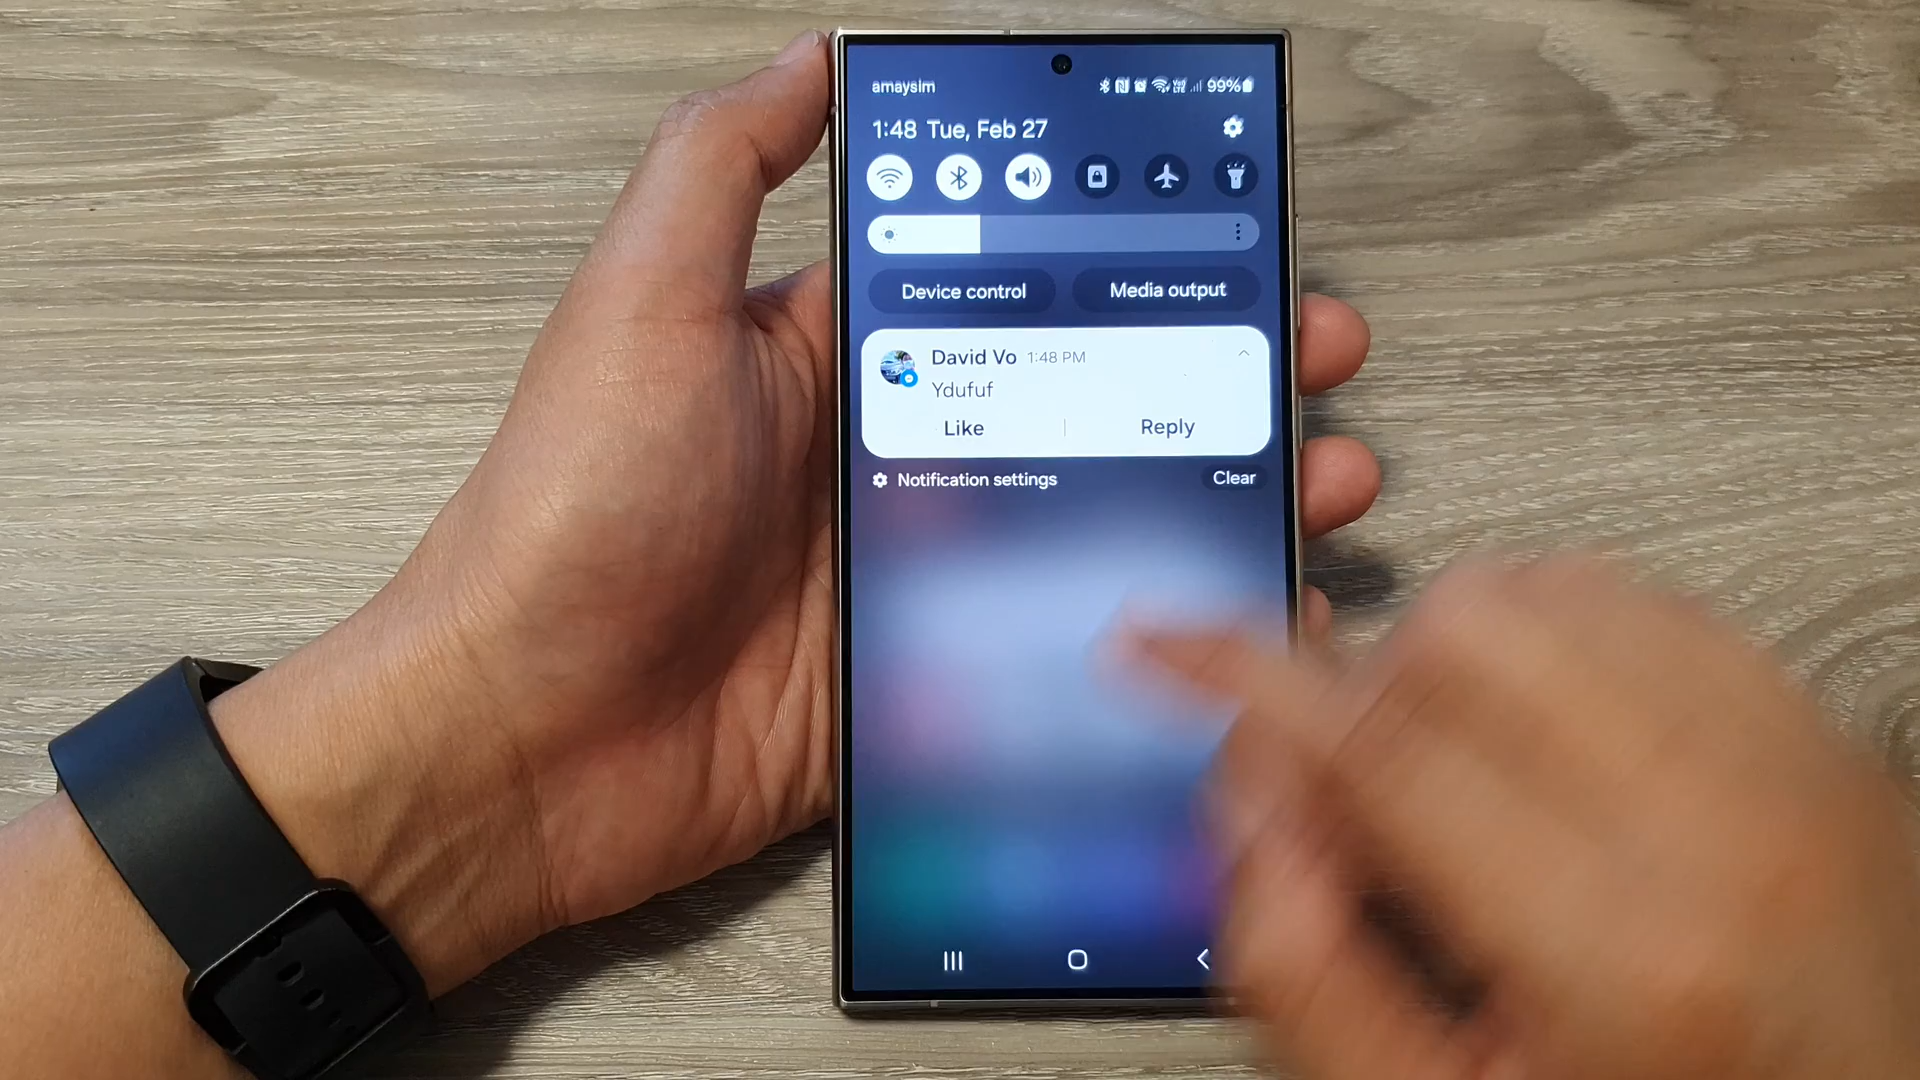 amaysim 99%
1:48 Tue, Feb 27
Device control Media output
David Vo 1:48 PM
Ydufuf
Like Reply
Notification settings Clear